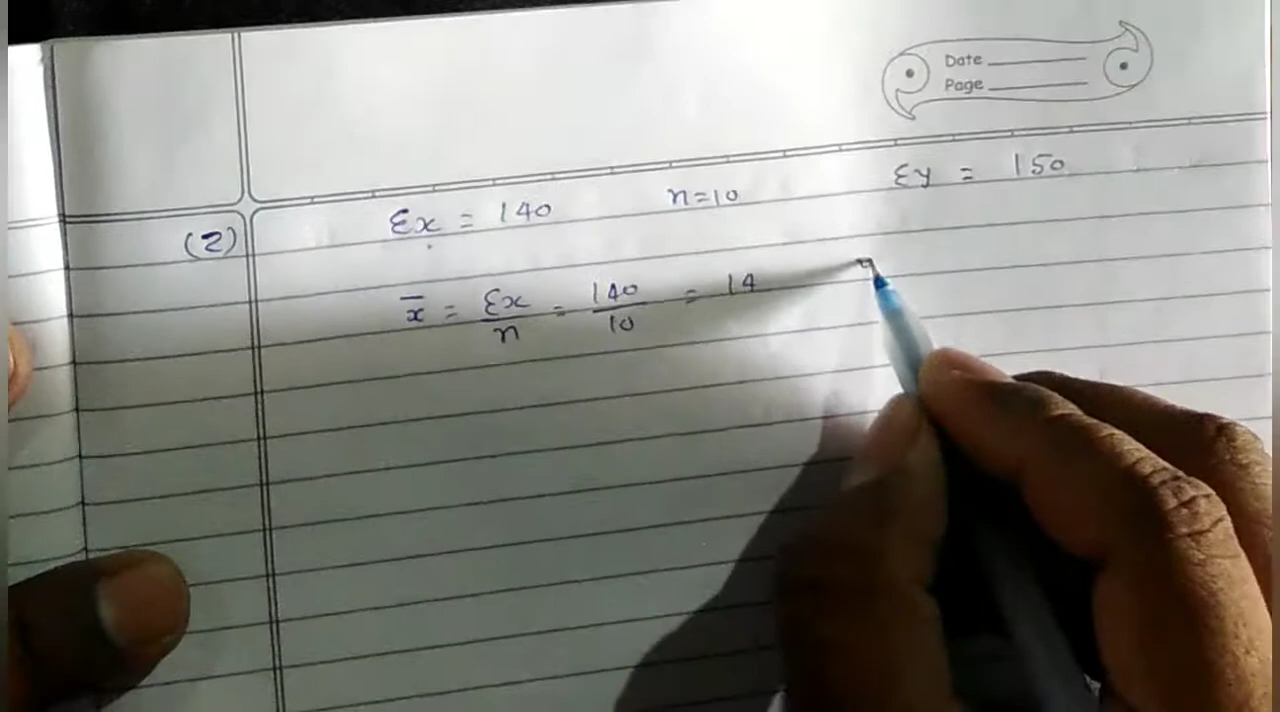 Date
Page
(2) Σx = 140 n=10 Σy = 150
x̄ = Σx/n = 140/10 = 14